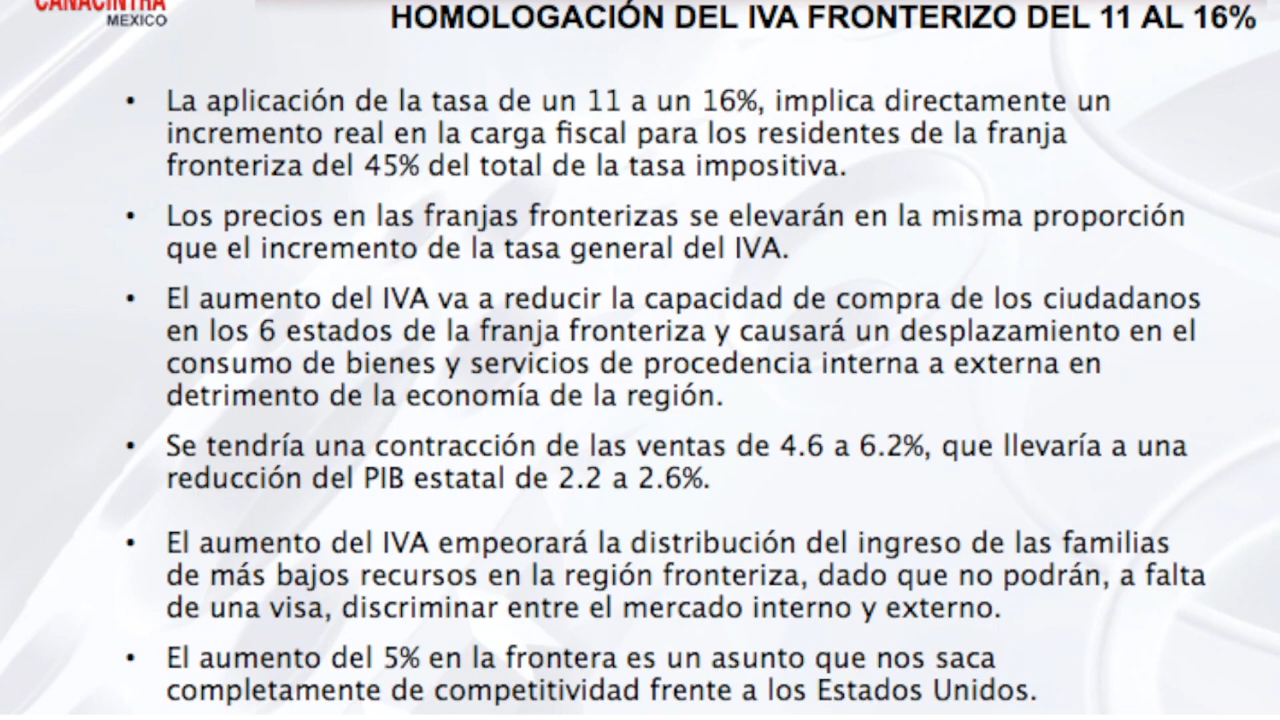 CANACINTRA
MEXICO
HOMOLOGACIÓN DEL IVA FRONTERIZO DEL 11 AL 16%
• La aplicación de la tasa de un 11 a un 16%, implica directamente un
incremento real en la carga fiscal para los residentes de la franja
fronteriza del 45% del total de la tasa impositiva.
• Los precios en las franjas fronterizas se elevarán en la misma proporción
que el incremento de la tasa general del IVA.
• El aumento del IVA va a reducir la capacidad de compra de los ciudadanos
en los 6 estados de la franja fronteriza y causará un desplazamiento en el
consumo de bienes y servicios de procedencia interna a externa en
detrimento de la economía de la región.
• Se tendría una contracción de las ventas de 4.6 a 6.2%, que llevaría a una
reducción del PIB estatal de 2.2 a 2.6%.
• El aumento del IVA empeorará la distribución del ingreso de las familias
de más bajos recursos en la región fronteriza, dado que no podrán, a falta
de una visa, discriminar entre el mercado interno y externo.
• El aumento del 5% en la frontera es un asunto que nos saca
completamente de competitividad frente a los Estados Unidos.